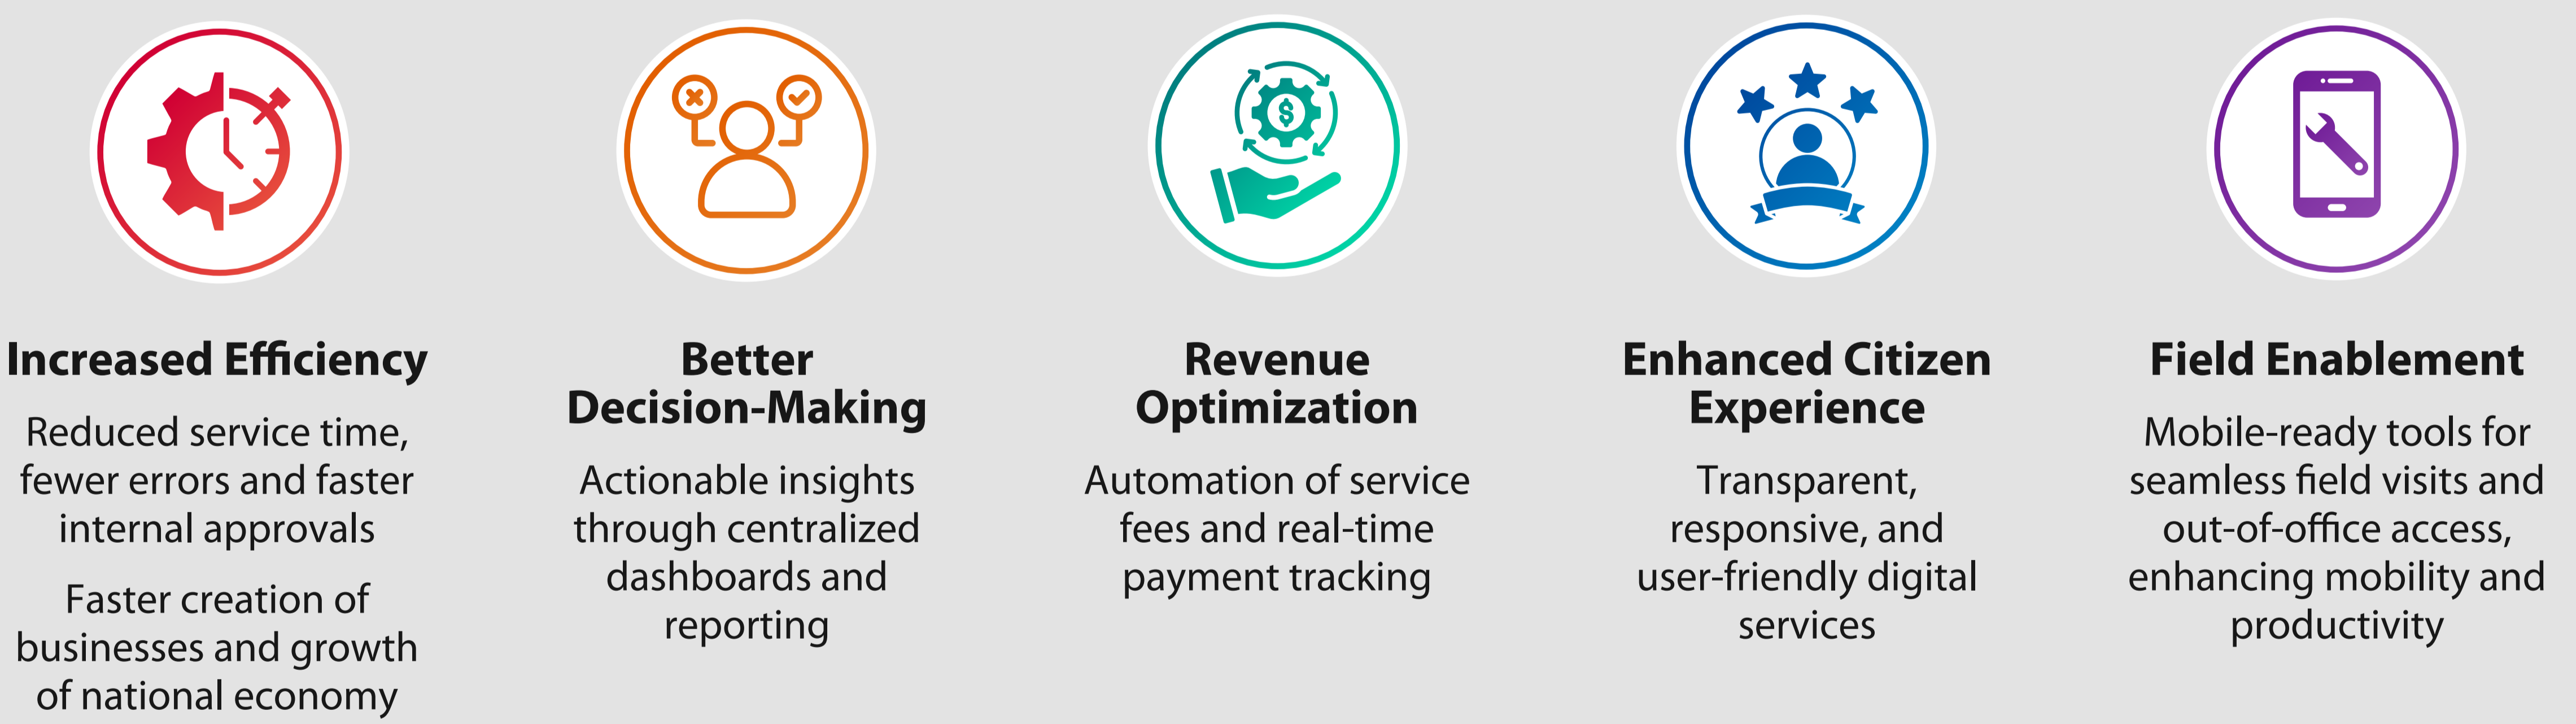 Increased Efficiency
Reduced service time,
fewer errors and faster
internal approvals
Faster creation of
businesses and growth
of national economy
Better
Decision-Making
Actionable insights
through centralized
dashboards and
reporting
$
Revenue
Optimization
Automation of service
fees and real-time
payment tracking
Enhanced Citizen
Experience
Transparent,
responsive, and
user-friendly digital
services
Field Enablement
Mobile-ready tools for
seamless field visits and
out-of-office access,
enhancing mobility and
productivity